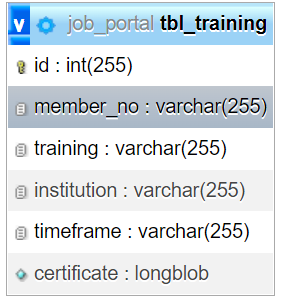 v job_portal tbl_training
id : int(255)
member_no : varchar(255)
training : varchar(255)
institution : varchar(255)
timeframe : varchar(255)
certificate : longblob